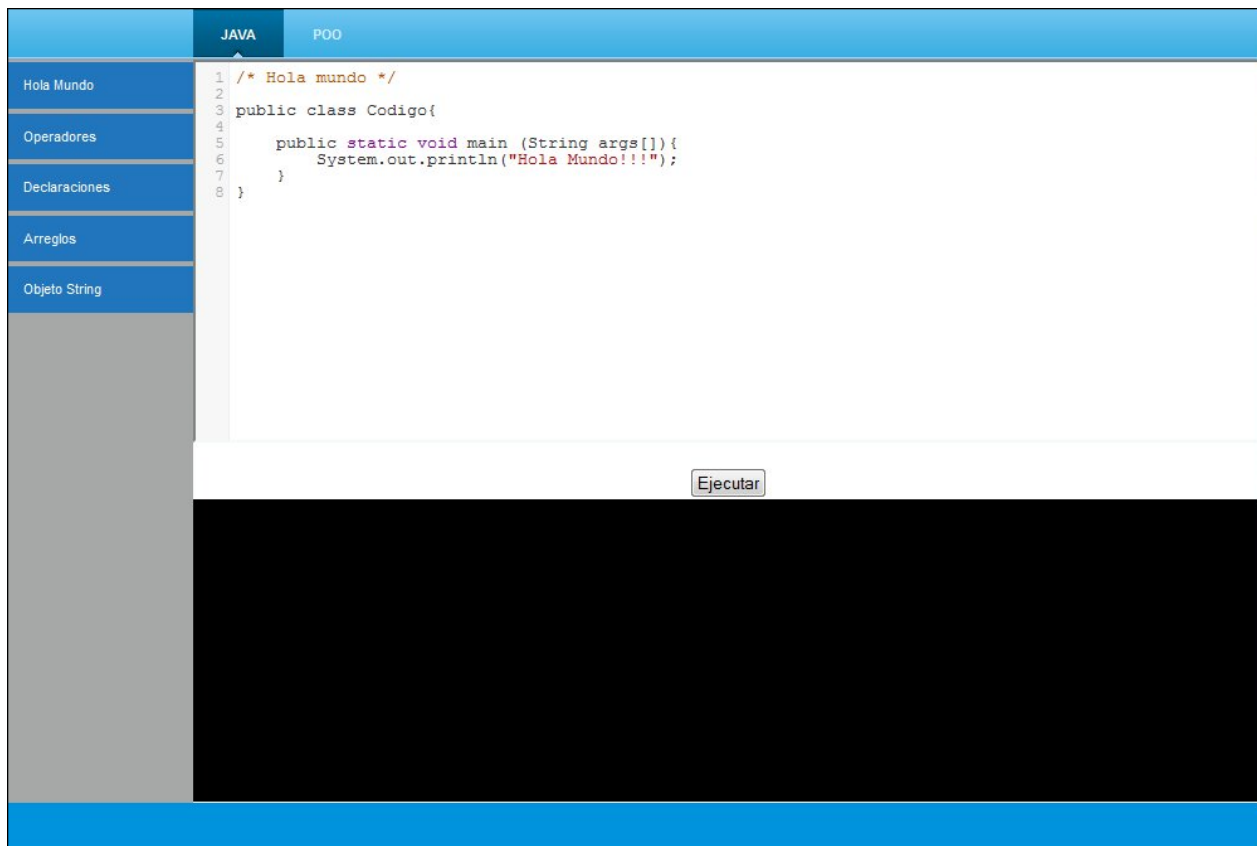 JAVA POO
Hola Mundo
Operadores
Declaraciones
Arreglos
Objeto String
1 /* Hola mundo */
2
3 public class Codigo{
4
5     public static void main (String args[]){
6         System.out.println("Hola Mundo!!!");
7     }
8 }
Ejecutar